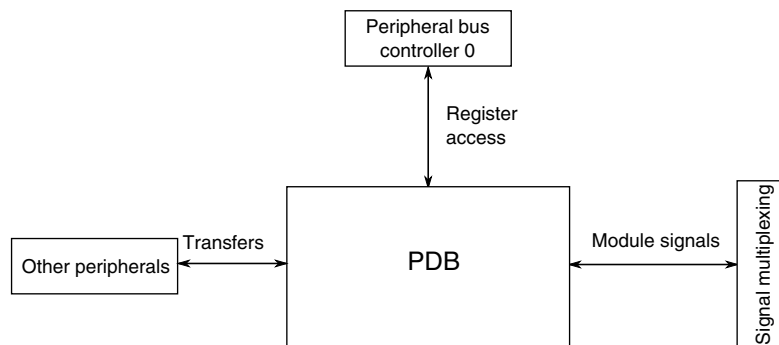 Peripheral bus
controller 0
Register
access
Transfers
Other peripherals
PDB
Module signals
Signal multiplexing